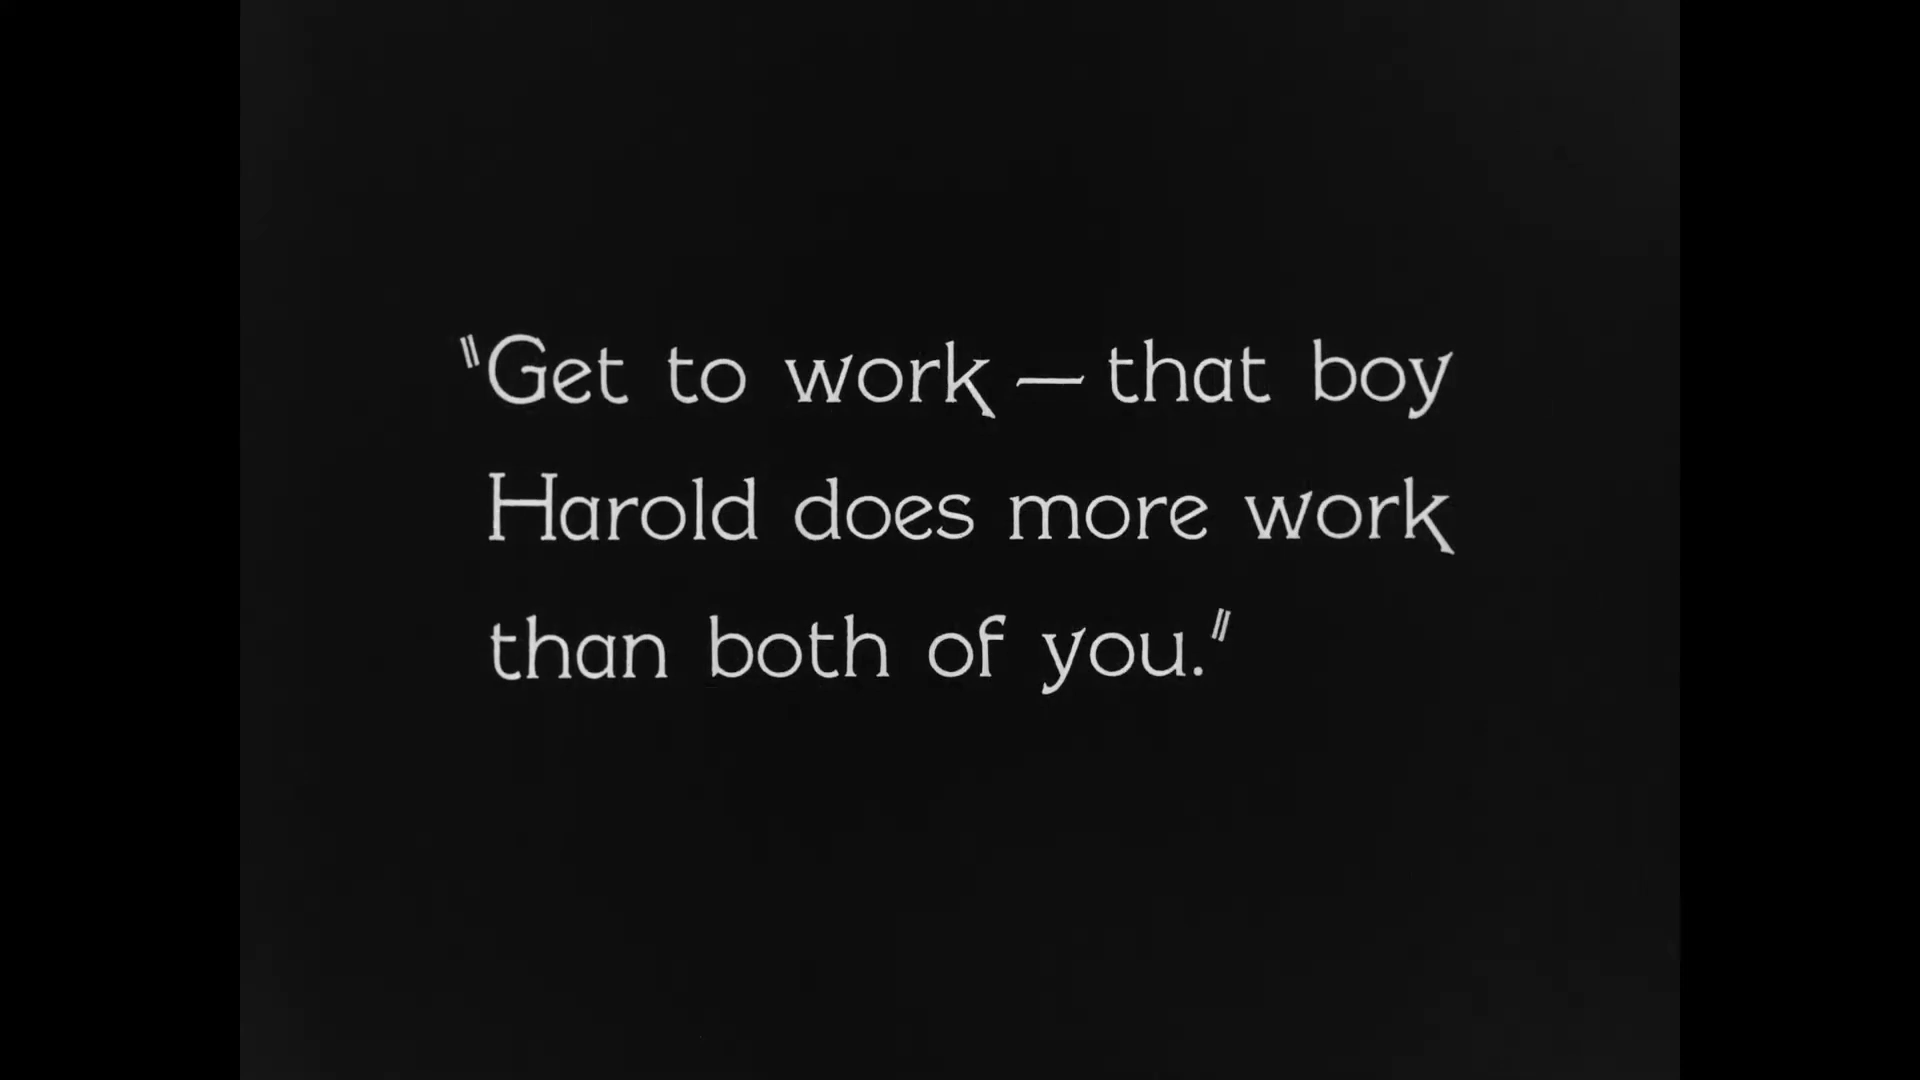 "Get to work — that boy
Harold does more work
than both of you."